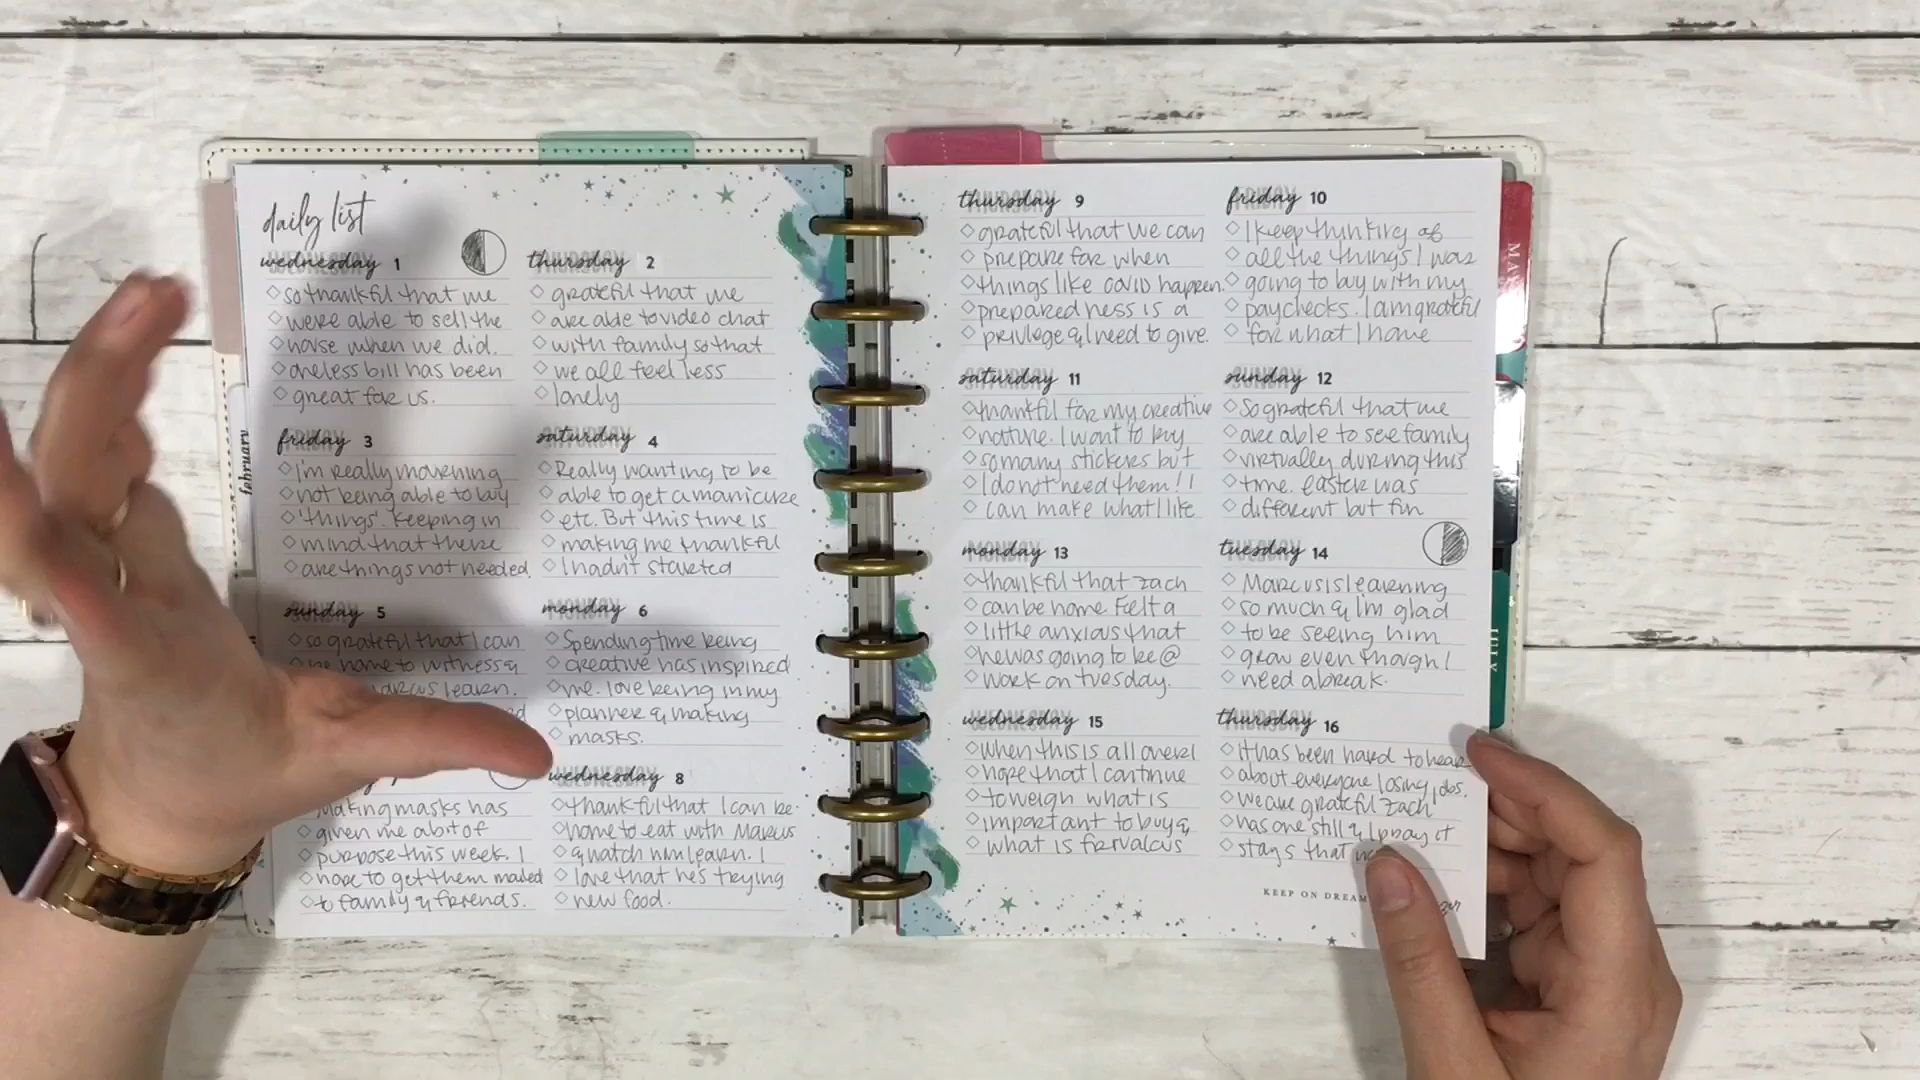 daily list
wednesday 1
so thankful that we
were able to sell the
house when we did.
one less bill has been
great for us.
thursday 2
grateful that we
are able to video chat
with family so that
we all feel less
lonely
friday 3
I'm really mourning
not being able to buy
'things'. Keeping in
mind that there
are things not needed.
saturday 4
Really wanting to be
able to get a manicure
etc. But this time is
making me thankful
I hadn't started
sunday 5
so grateful that I can
be home to witness &
Marcus learn.
monday 6
Spending time being
creative has inspired
me. love being in my
planner & making
masks.
7
Making masks has
given me a bit of
purpose this week. I
hope to get them mailed
to family & friends.
wednesday 8
thankful that I can be
home to eat with Marcus
& watch him learn. I
love that he's trying
new food.
thursday 9
grateful that we can
prepare for when
things like covid happen.
preparedness is a
privilege & I need to give.
friday 10
I keep thinking of
all the things I was
going to buy with my
paychecks. I am grateful
for what I have
saturday 11
thankful for my creative
nature. I want to buy
so many stickers but
I do not need them!! I
can make what I like
sunday 12
So grateful that we
are able to see family
virtually during this
time. Easter was
different but fun
monday 13
thankful that Zach
can be home. Felt a
little anxious that
he was going to be @
work on tuesday.
tuesday 14
Marcus is learning
so much & I'm glad
to be seeing him
grow even though I
need a break.
wednesday 15
when this is all over I
hope that I continue
to weigh what is
important to buy &
what is frivolous
thursday 16
it has been hard to hear
about everyone losing jobs.
We are grateful Zach
has one still & I pray it
stays that
KEEP ON DREAM
february
MAY
JULY